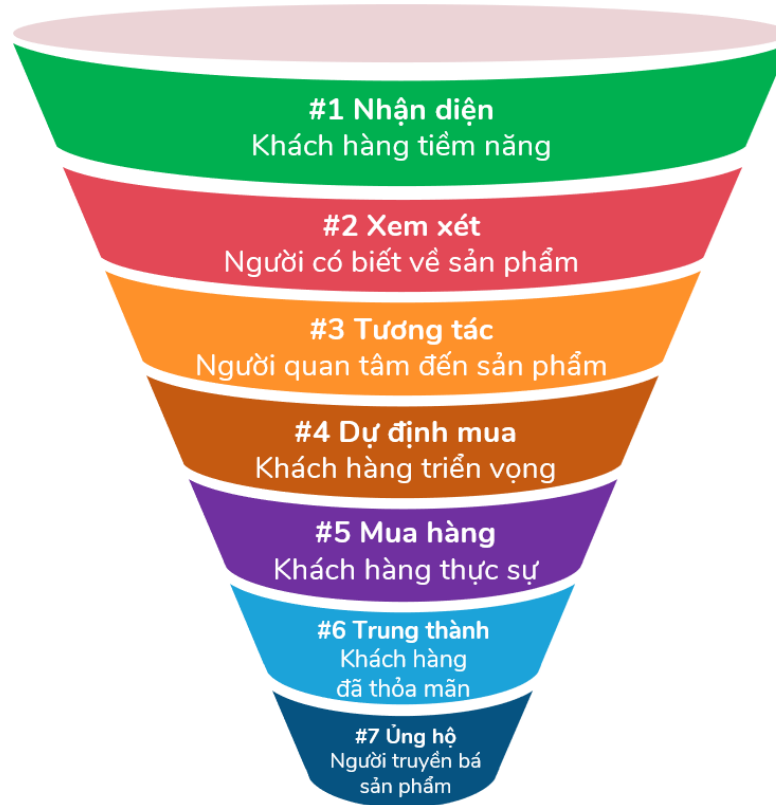 #1 Nhận diện
Khách hàng tiềm năng
#2 Xem xét
Người có biết về sản phẩm
#3 Tương tác
Người quan tâm đến sản phẩm
#4 Dự định mua
Khách hàng triển vọng
#5 Mua hàng
Khách hàng thực sự
#6 Trung thành
Khách hàng
đã thỏa mãn
#7 Ủng hộ
Người truyền bá
sản phẩm